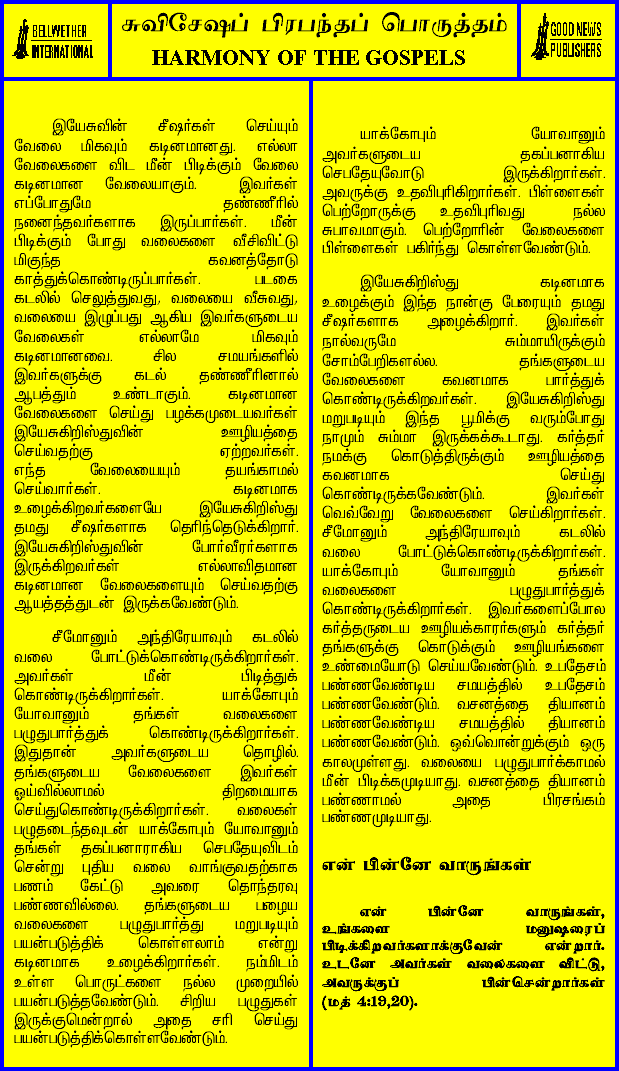 BELLWETHER
INTERNATIONAL
சுவிசேஷப் பிரபந்தப் பொருத்தம்
HARMONY OF THE GOSPELS
GOOD NEWS
PUBLISHERS
இயேசுவின் சீஷர்கள் செய்யும்
வேலை மிகவும் கடினமானது. எல்லா
வேலைகளை விட மீன் பிடிக்கும் வேலை
கடினமான வேலையாகும். இவர்கள்
எப்போதுமே தண்ணீரில்
நனைந்தவர்களாக இருப்பார்கள். மீன்
பிடிக்கும் போது வலைகளை வீசிவிட்டு
மிகுந்த கவனத்தோடு
காத்துக்கொண்டிருப்பார்கள். படகை
கடலில் செலுத்துவது, வலையை வீசுவது,
வலையை இழுப்பது ஆகிய இவர்களுடைய
வேலைகள் எல்லாமே மிகவும்
கடினமானவை. சில சமயங்களில்
இவர்களுக்கு கடல் தண்ணீரினால்
ஆபத்தும் உண்டாகும். கடினமான
வேலைகளை செய்து பழக்கமுடையவர்கள்
இயேசுகிறிஸ்துவின் ஊழியத்தை
செய்வதற்கு ஏற்றவர்கள்.
எந்த வேலையையும் தயங்காமல்
செய்வார்கள். கடினமாக
உழைக்கிறவர்களையே இயேசுகிறிஸ்து
தமது சீஷர்களாக தெரிந்தெடுக்கிறார்.
இயேசுகிறிஸ்துவின் போர்வீரர்களாக
இருக்கிறவர்கள் எல்லாவிதமான
கடினமான வேலைகளையும் செய்வதற்கு
ஆயத்தத்துடன் இருக்கவேண்டும்.
சீமோனும் அந்திரேயாவும் கடலில்
வலை போட்டுக்கொண்டிருக்கிறார்கள்.
அவர்கள் மீன் பிடித்துக்
கொண்டிருக்கிறார்கள். யாக்கோபும்
யோவானும் தங்கள் வலைகளை
பழுதுபார்த்துக் கொண்டிருக்கிறார்கள்.
இதுதான் அவர்களுடைய தொழில்.
தங்களுடைய வேலைகளை இவர்கள்
ஓய்வில்லாமல் திறமையாக
செய்துகொண்டிருக்கிறார்கள். வலைகள்
பழுதடைந்தவுடன் யாக்கோபும் யோவானும்
தங்கள் தகப்பனாராகிய செபதேயுவிடம்
சென்று புதிய வலை வாங்குவதற்காக
பணம் கேட்டு அவரை தொந்தரவு
பண்ணவில்லை. தங்களுடைய பழைய
வலைகளை பழுதுபார்த்து மறுபடியும்
பயன்படுத்திக் கொள்ளலாம் என்று
கடினமாக உழைக்கிறார்கள். நம்மிடம்
உள்ள பொருட்களை நல்ல முறையில்
பயன்படுத்தவேண்டும். சிறிய பழுதுகள்
இருக்குமென்றால் அதை சரி செய்து
பயன்படுத்திக்கொள்ளவேண்டும்.
யாக்கோபும் யோவானும்
அவர்களுடைய தகப்பனாகிய
செபதேயுவோடு இருக்கிறார்கள்.
அவருக்கு உதவிபுரிகிறார்கள். பிள்ளைகள்
பெற்றோருக்கு உதவிபுரிவது நல்ல
சுபாவமாகும். பெற்றோரின் வேலைகளை
பிள்ளைகள் பகிர்ந்து கொள்ளவேண்டும்.
இயேசுகிறிஸ்து கடினமாக
உழைக்கும் இந்த நான்கு பேரையும் தமது
சீஷர்களாக அழைக்கிறார். இவர்கள்
நால்வருமே சும்மாயிருக்கும்
சோம்பேறிகளல்ல. தங்களுடைய
வேலைகளை கவனமாக பார்த்துக்
கொண்டிருக்கிறவர்கள். இயேசுகிறிஸ்து
மறுபடியும் இந்த பூமிக்கு வரும்போது
நாமும் சும்மா இருக்கக்கூடாது. கர்த்தர்
நமக்கு கொடுத்திருக்கும் ஊழியத்தை
கவனமாக செய்து
கொண்டிருக்கவேண்டும். இவர்கள்
வெவ்வேறு வேலைகளை செய்கிறார்கள்.
சீமோனும் அந்திரேயாவும் கடலில்
வலை போட்டுக்கொண்டிருக்கிறார்கள்.
யாக்கோபும் யோவானும் தங்கள்
வலைகளை பழுதுபார்த்துக்
கொண்டிருக்கிறார்கள். இவர்களைப்போல
கர்த்தருடைய ஊழியக்காரர்களும் கர்த்தர்
தங்களுக்கு கொடுக்கும் ஊழியங்களை
உண்மையோடு செய்யவேண்டும். உபதேசம்
பண்ணவேண்டிய சமயத்தில் உபதேசம்
பண்ணவேண்டும். வசனத்தை தியானம்
பண்ணவேண்டிய சமயத்தில் தியானம்
பண்ணவேண்டும். ஒவ்வொன்றுக்கும் ஒரு
காலமுள்ளது. வலையை பழுதுபார்க்காமல்
மீன் பிடிக்கமுடியாது. வசனத்தை தியானம்
பண்ணாமல் அதை பிரசங்கம்
பண்ணமுடியாது.
என் பின்னே வாருங்கள்
என் பின்னே வாருங்கள்,
உங்களை மனுஷரைப்
பிடிக்கிறவர்களாக்குவேன் என்றார்.
உடனே அவர்கள் வலைகளை விட்டு,
அவருக்குப் பின்சென்றார்கள்
(மத் 4:19,20).